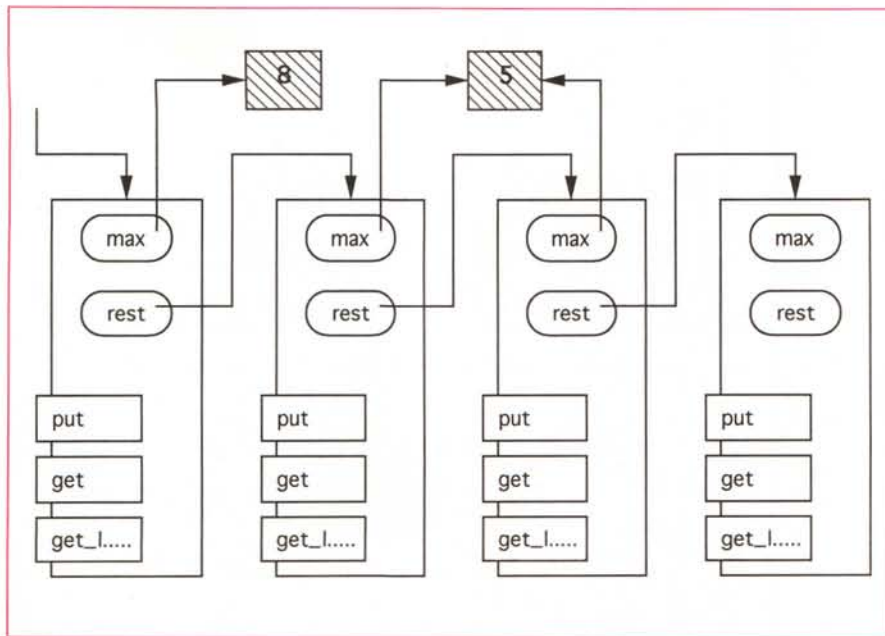 8 5
max max max max
rest rest rest rest
put put put put
get get get get
get_l..... get_l..... get_l..... get_l.....